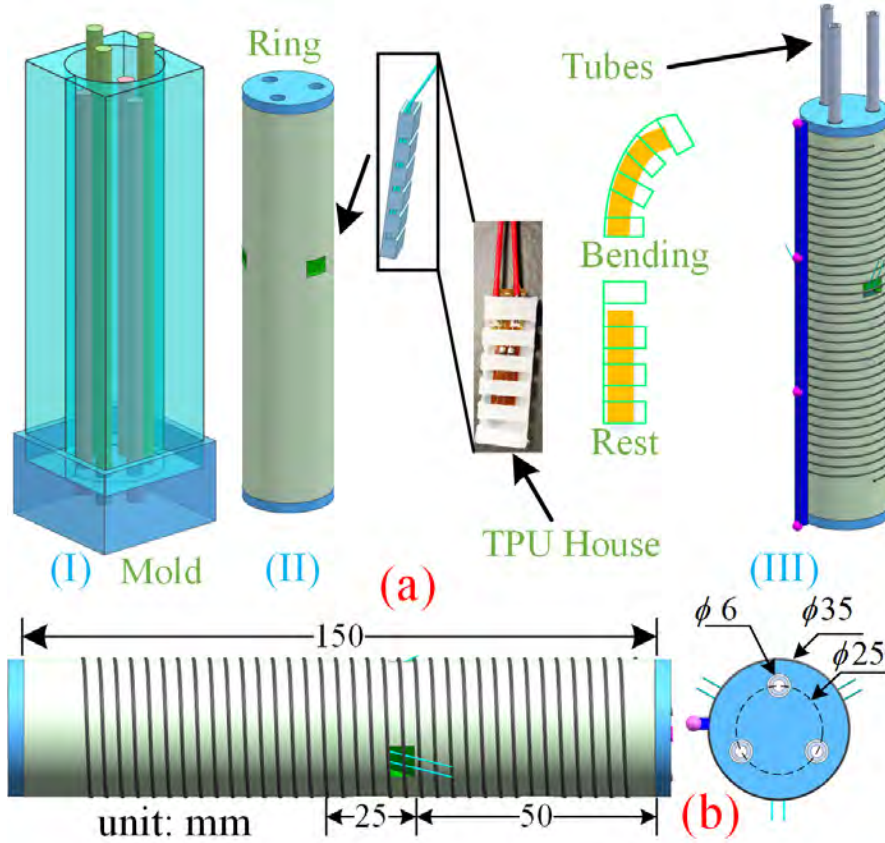 Ring
Tubes
Bending
Rest
TPU House
(I)
Mold
(II)
(a)
(III)
150
ϕ 6
ϕ35
ϕ25
25
50
unit: mm
(b)